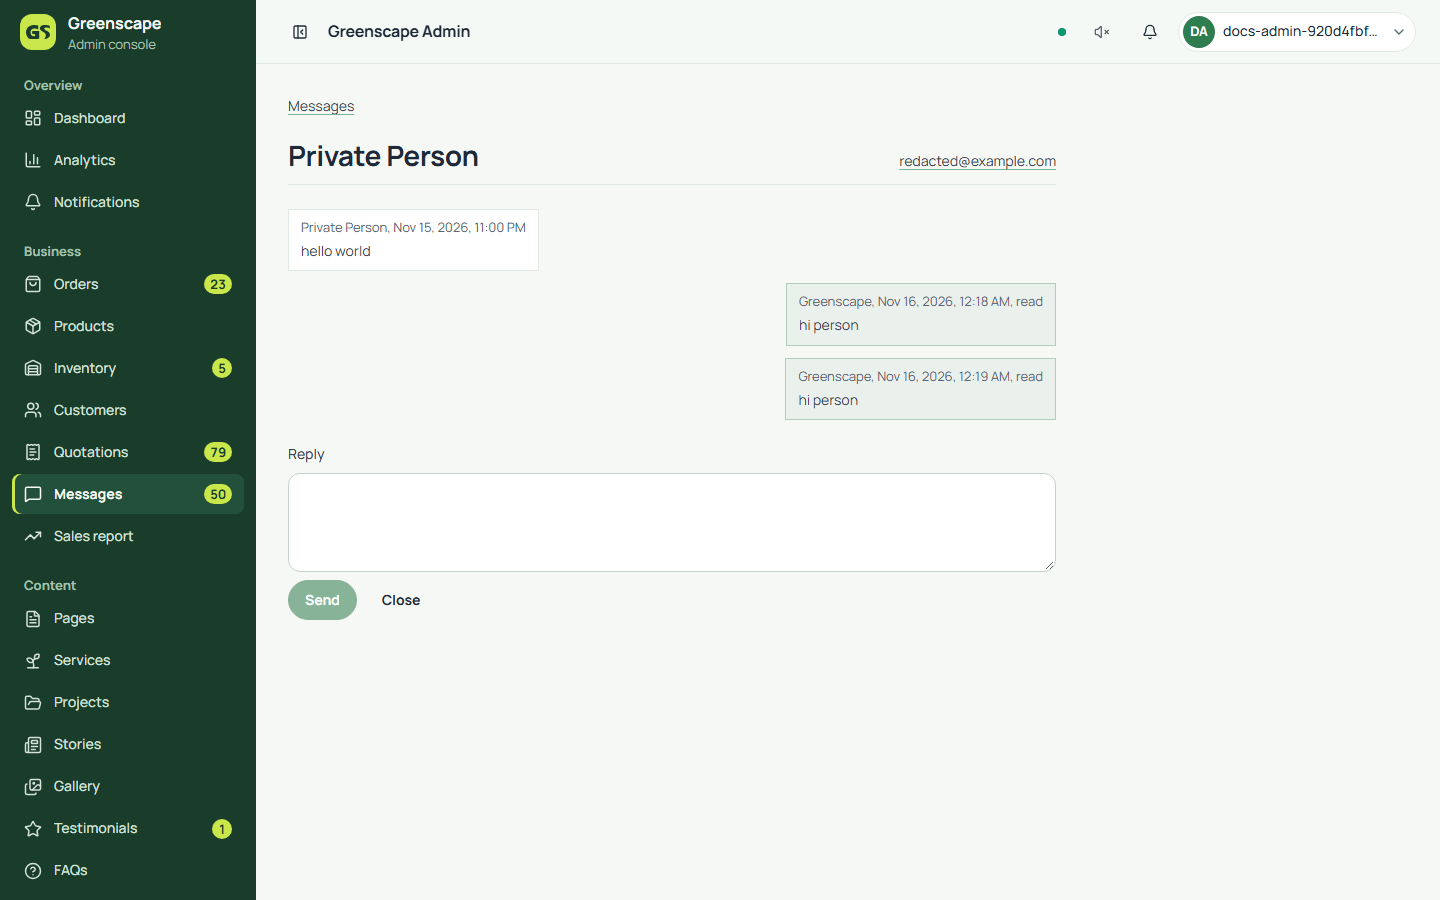 GS
Greenscape
Admin console
Overview
Dashboard
Analytics
Notifications
Business
Orders 23
Products
Inventory 5
Customers
Quotations 79
Messages 50
Sales report
Content
Pages
Services
Projects
Stories
Gallery
Testimonials 1
FAQs
Greenscape Admin
DA docs-admin-920d4fbf...
Messages
Private Person
redacted@example.com
Private Person, Nov 15, 2026, 11:00 PM
hello world
Greenscape, Nov 16, 2026, 12:18 AM, read
hi person
Greenscape, Nov 16, 2026, 12:19 AM, read
hi person
Reply
Send Close